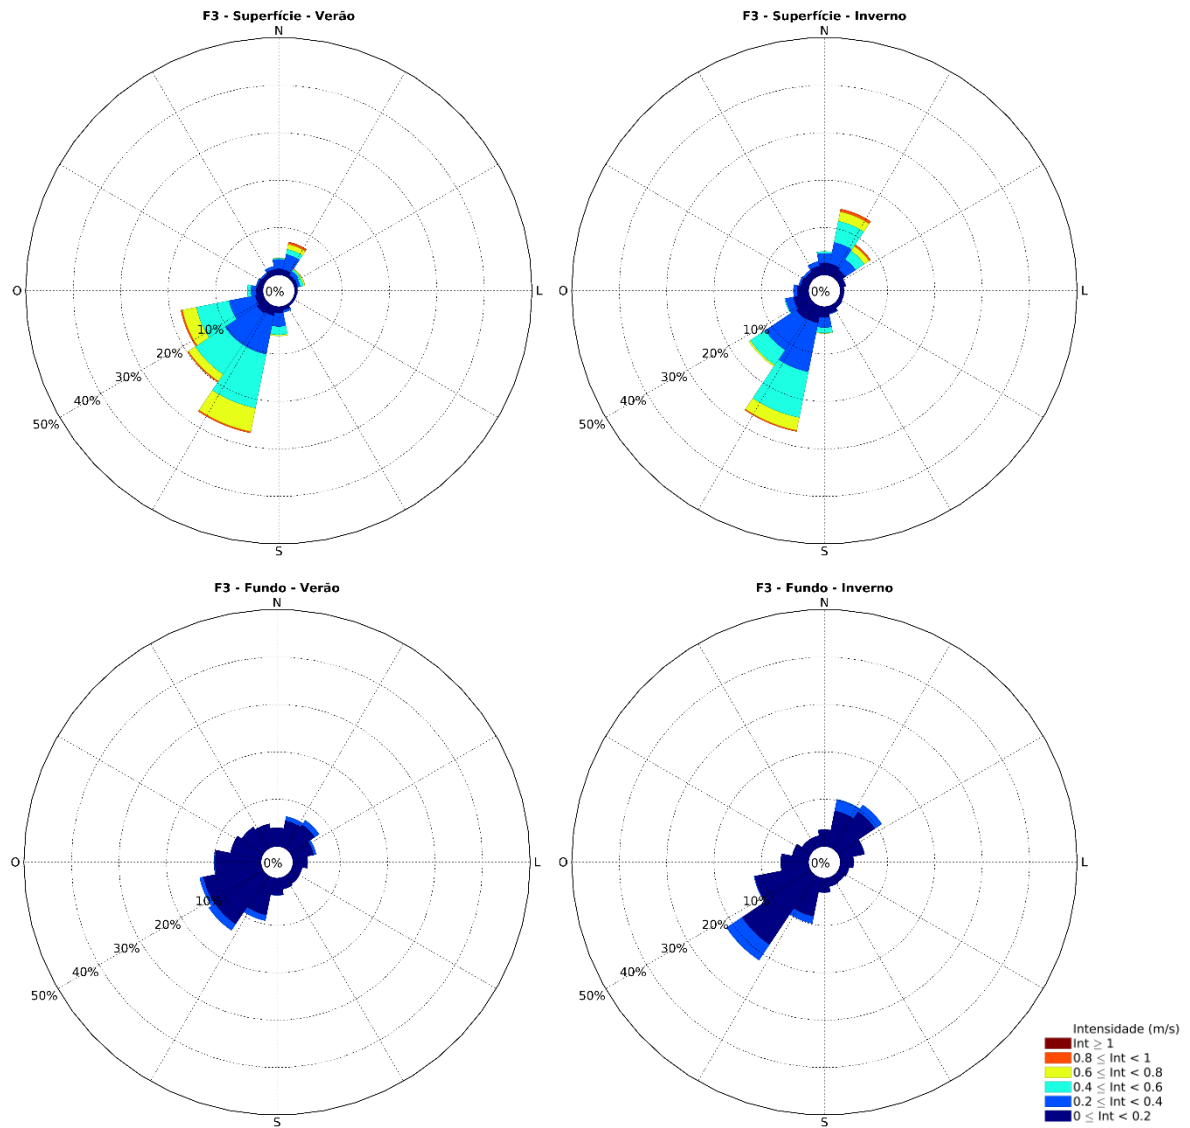 F3 - Superfície - Verão
N
O
L
S
0%
10%
20%
30%
40%
50%
F3 - Superfície - Inverno
N
O
L
S
0%
10%
20%
30%
40%
50%
F3 - Fundo - Verão
N
O
L
S
0%
10%
20%
30%
40%
50%
F3 - Fundo - Inverno
N
O
L
S
0%
10%
20%
30%
40%
50%
Intensidade (m/s)
Int ≥ 1
0.8 ≤ Int < 1
0.6 ≤ Int < 0.8
0.4 ≤ Int < 0.6
0.2 ≤ Int < 0.4
0 ≤ Int < 0.2